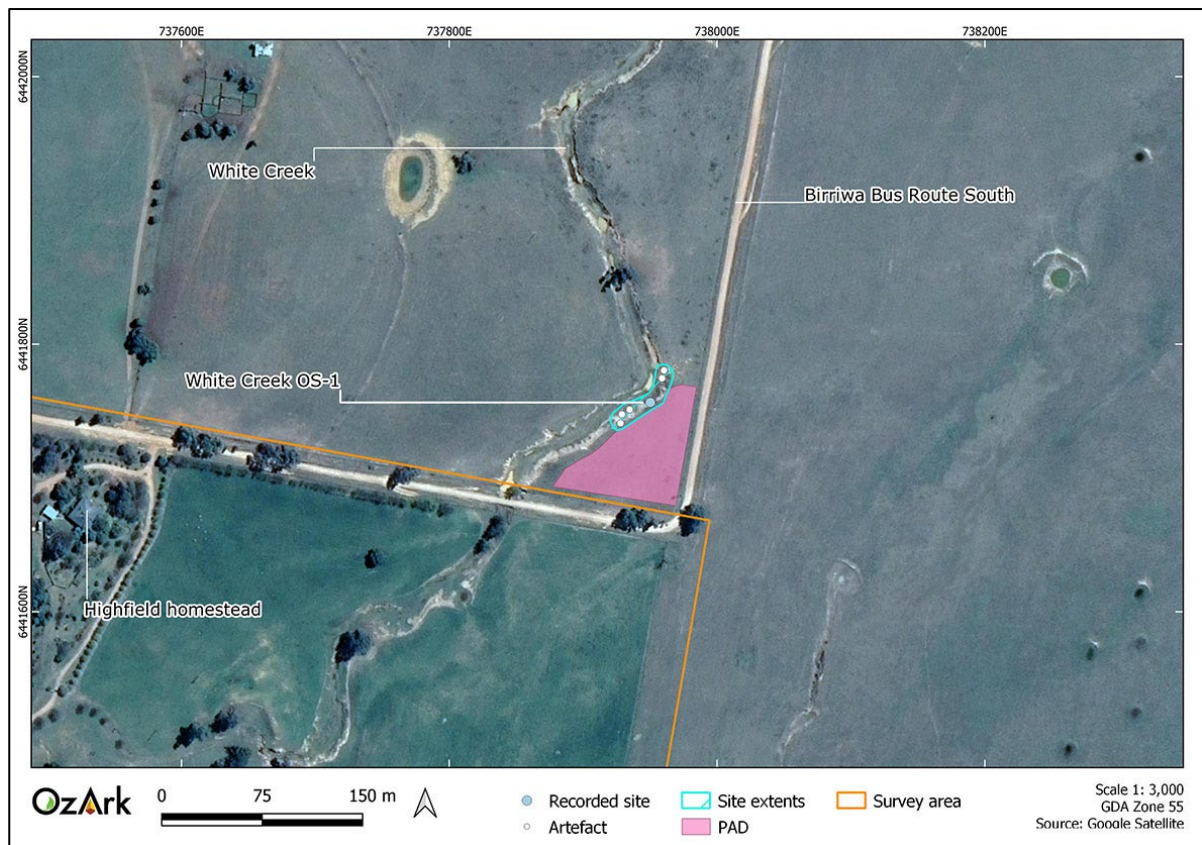 737600E
737800E
738000E
738200E
6442000N
White Creek
Birriwa Bus Route South
6441800N
White Creek OS-1
6441600N
Highfield homestead
OzArk
0 75 150 m
Recorded site
Artefact
Site extents
PAD
Survey area
Scale 1: 3,000
GDA Zone 55
Source: Google Satellite